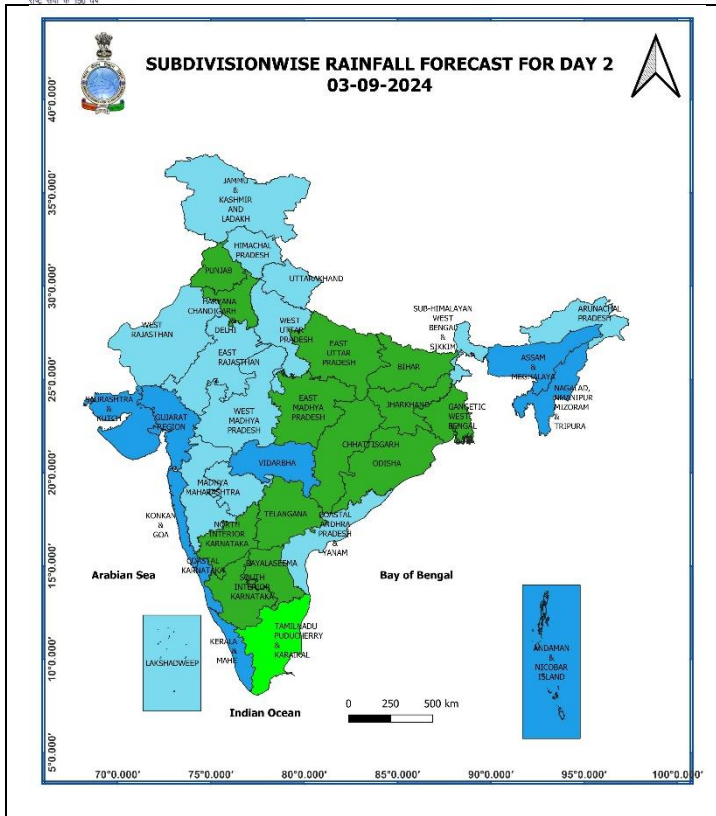 राष्ट्र सेवा के 150 वर्ष
SUBDIVISIONWISE RAINFALL FORECAST FOR DAY 2
03-09-2024
40°0.000'
35°0.000'
30°0.000'
25°0.000'
20°0.000'
15°0.000'
10°0.000'
5°0.000'
JAMMU
&
KASHMIR
AND
LADAKH
HIMACHAL
PRADESH
PUNJAB
UTTARAKHAND
HARYANA
CHANDIGARH
&
DELHI
WEST
RAJASTHAN
WEST
UTTAR
PRADESH
EAST
RAJASTHAN
EAST
UTTAR
PRADESH
SUB-HIMALAYAN
WEST
BENGAL
&
SIKKIM
ARUNACHAL
PRADESH
BIHAR
ASSAM
&
MEGHALAYA
SAURASHTRA
&
KUTCH
GUJARAT
REGION
WEST
MADHYA
PRADESH
EAST
MADHYA
PRADESH
JHARKHAND
GANGETIC
WEST
BENGAL
MIZORAM
&
TRIPURA
CHHATTISGARH
VIDARBHA
ODISHA
MADHYA
MAHARASHTRA
KONKAN
&
GOA
TELANGANA
COASTAL
ANDHRA
PRADESH
&
YANAM
NORTH
INTERIOR
KARNATAKA
COASTAL
KARNATAKA
RAYALASEEMA
SOUTH
INTERIOR
KARNATAKA
Arabian Sea
Bay of Bengal
TAMILNADU
PUDUCHERRY
&
KARAIKAL
KERALA
&
MAHE
LAKSHADWEEP
ANDAMAN
&
NICOBAR
ISLAND
Indian Ocean
0 250 500 km
70°0.000' 75°0.000' 80°0.000' 85°0.000' 90°0.000' 95°0.000' 100°0.000'